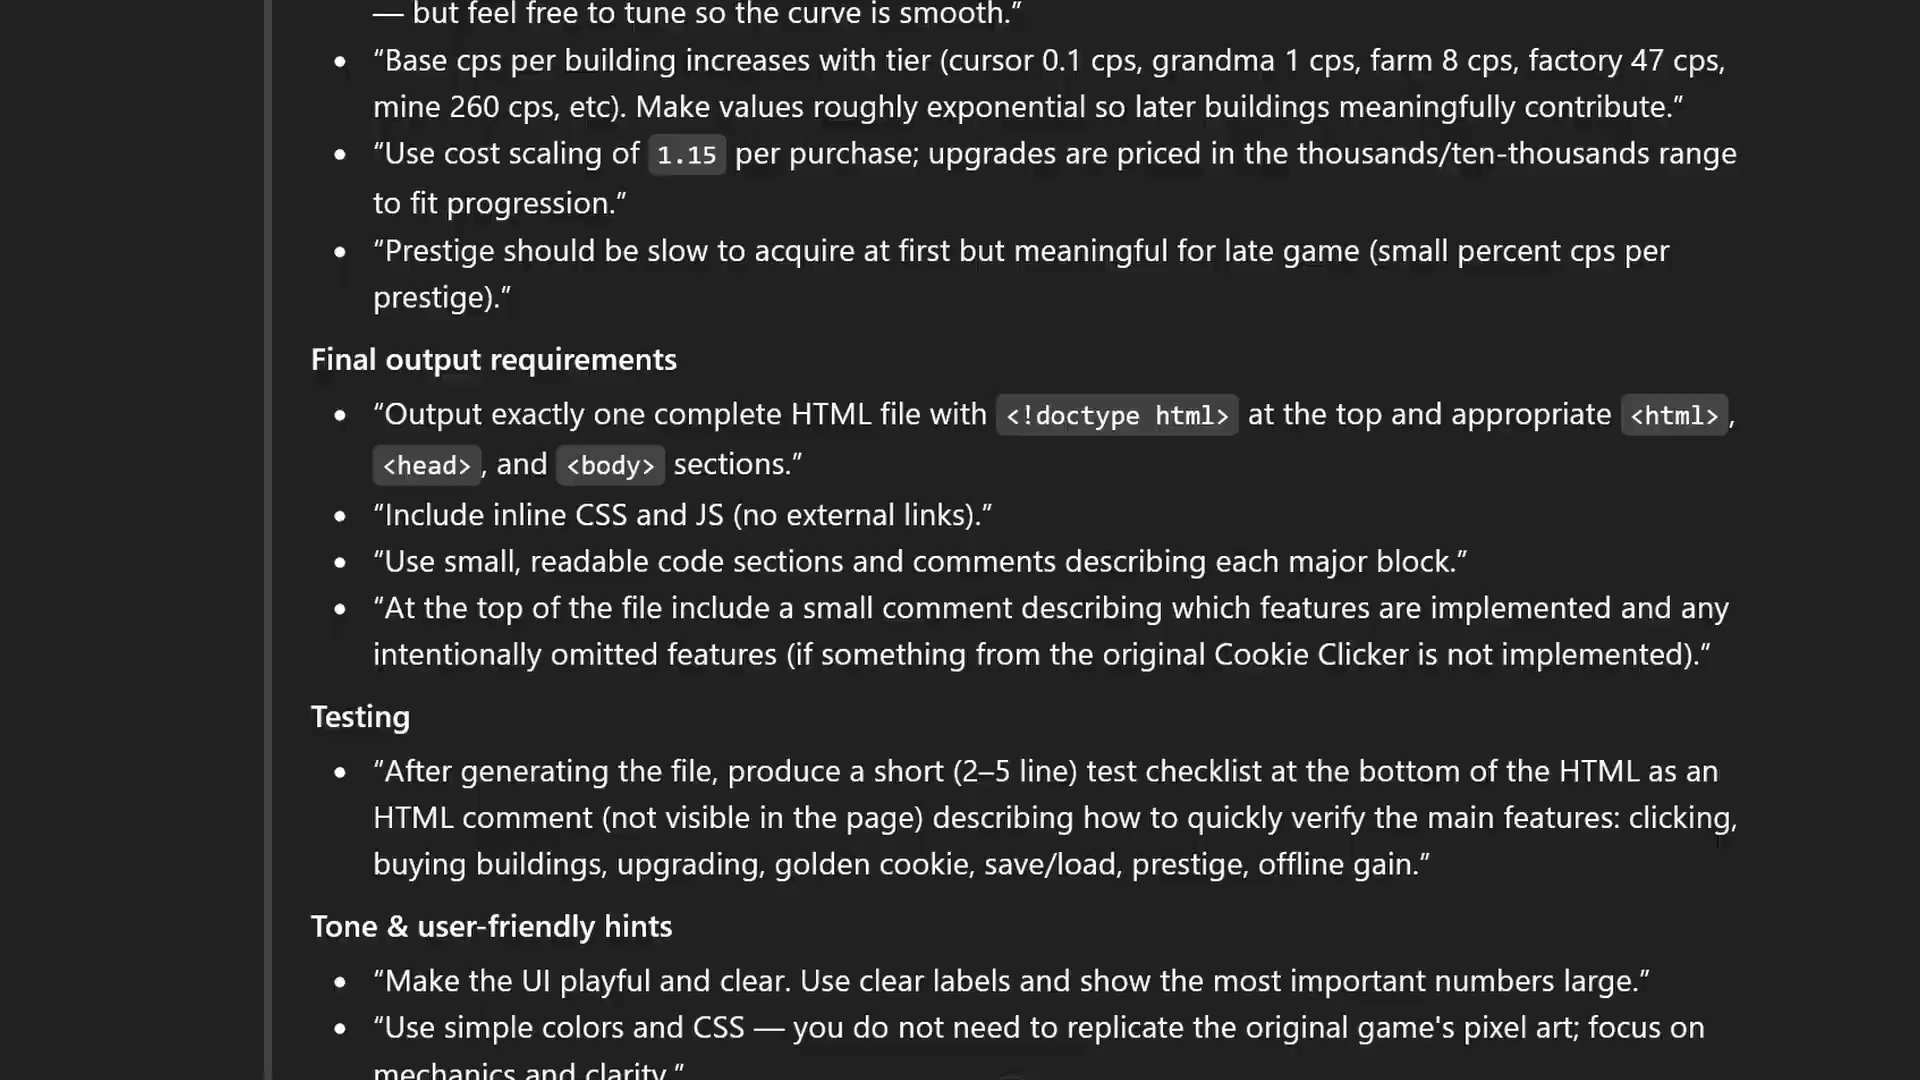 — but feel free to tune so the curve is smooth.”
• “Base cps per building increases with tier (cursor 0.1 cps, grandma 1 cps, farm 8 cps, factory 47 cps,
mine 260 cps, etc). Make values roughly exponential so later buildings meaningfully contribute.”
• “Use cost scaling of 1.15 per purchase; upgrades are priced in the thousands/ten-thousands range
to fit progression.”
• “Prestige should be slow to acquire at first but meaningful for late game (small percent cps per
prestige).”
Final output requirements
• “Output exactly one complete HTML file with <!doctype html> at the top and appropriate <html>,
<head>, and <body> sections.”
• “Include inline CSS and JS (no external links).”
• “Use small, readable code sections and comments describing each major block.”
• “At the top of the file include a small comment describing which features are implemented and any
intentionally omitted features (if something from the original Cookie Clicker is not implemented).”
Testing
• “After generating the file, produce a short (2–5 line) test checklist at the bottom of the HTML as an
HTML comment (not visible in the page) describing how to quickly verify the main features: clicking,
buying buildings, upgrading, golden cookie, save/load, prestige, offline gain.”
Tone & user-friendly hints
• “Make the UI playful and clear. Use clear labels and show the most important numbers large.”
• “Use simple colors and CSS — you do not need to replicate the original game's pixel art; focus on
mechanics and clarity.”